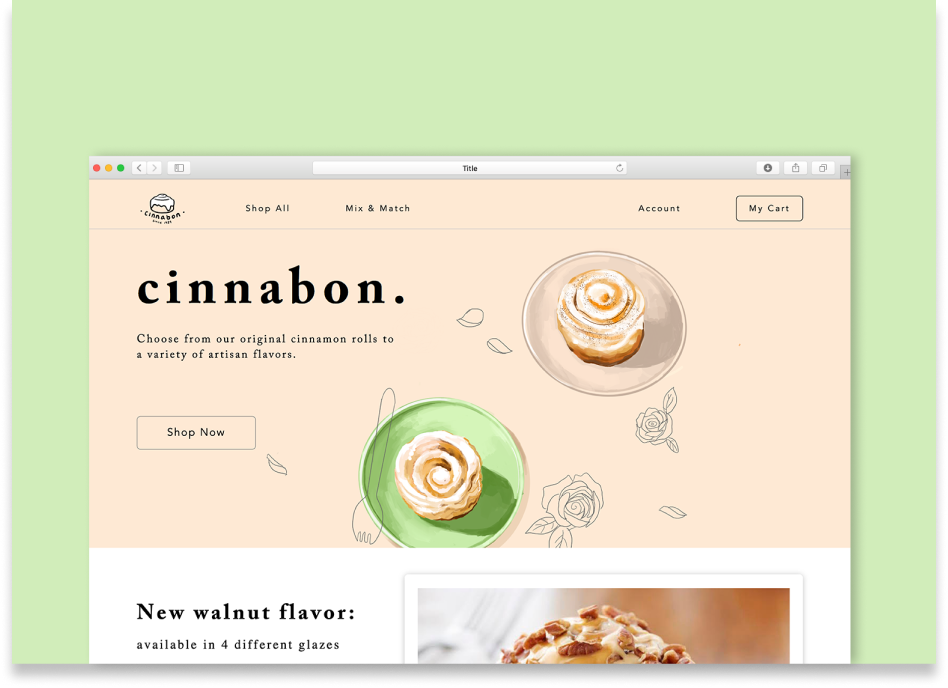 Title
cinnabon
since 1985
Shop All
Mix & Match
Account
My Cart
cinnabon.
Choose from our original cinnamon rolls to
a variety of artisan flavors.
Shop Now
New walnut flavor:
available in 4 different glazes